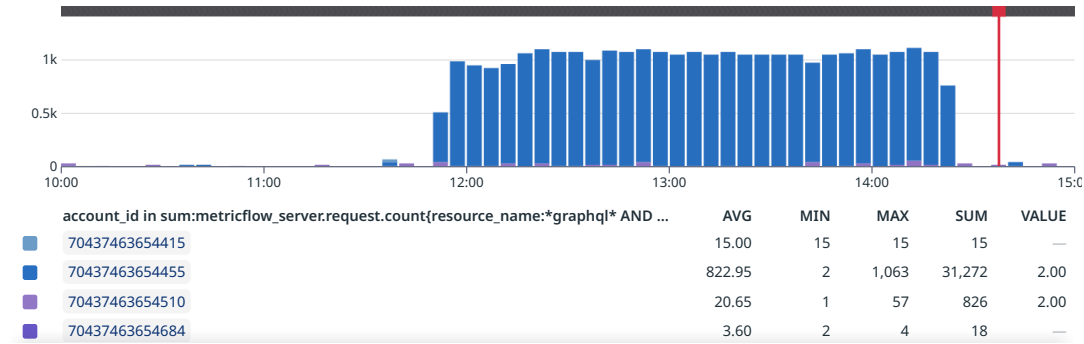 1k
0.5k
0
10:00 11:00 12:00 13:00 14:00 15:0
account_id in sum:metricflow_server.request.count{resource_name:*graphql* AND ... AVG MIN MAX SUM VALUE
70437463654415 15.00 15 15 15 —
70437463654455 822.95 2 1,063 31,272 2.00
70437463654510 20.65 1 57 826 2.00
70437463654684 3.60 2 4 18 —